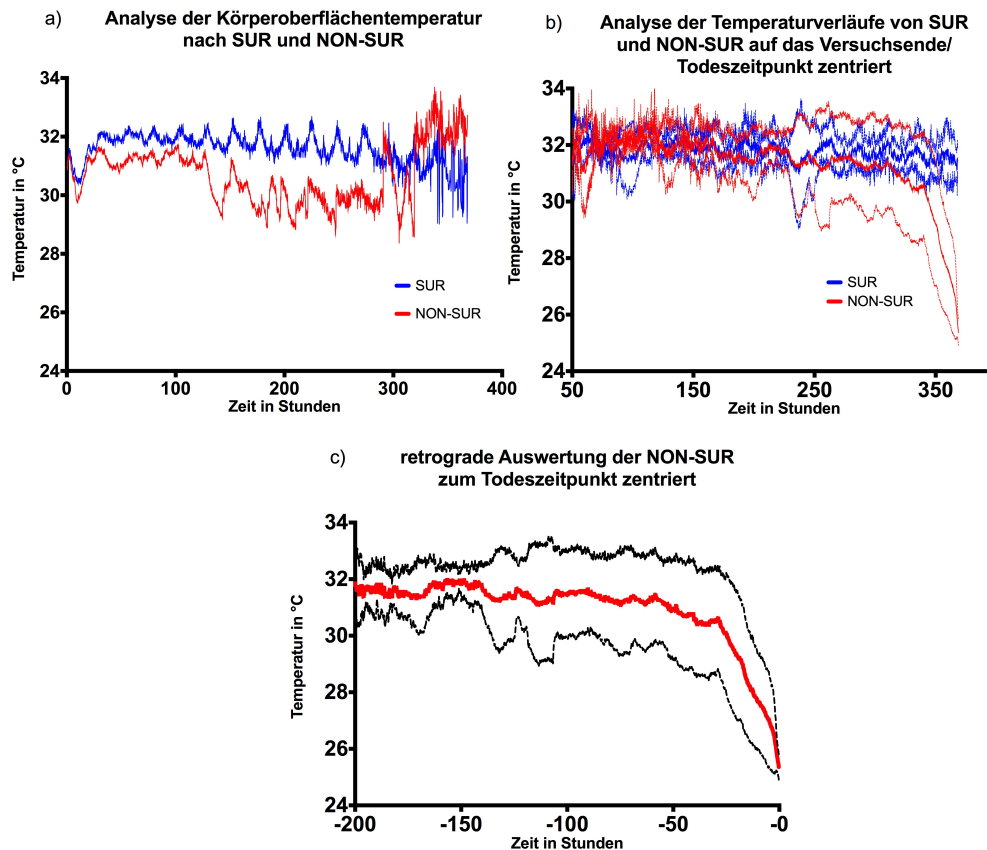 a)
Analyse der Körperoberflächentemperatur
nach SUR und NON-SUR
Temperatur in °C
34
32
30
28
26
24
SUR
NON-SUR
0
100
200
300
400
Zeit in Stunden
b)
Analyse der Temperaturverläufe von SUR
und NON-SUR auf das Versuchsende/
Todeszeitpunkt zentriert
Temperatur in °C
34
32
30
28
26
24
SUR
NON-SUR
50
150
250
350
Zeit in Stunden
c)
retrograde Auswertung der NON-SUR
zum Todeszeitpunkt zentriert
Temperatur in °C
34
32
30
28
26
24
-200
-150
-100
-50
-0
Zeit in Stunden